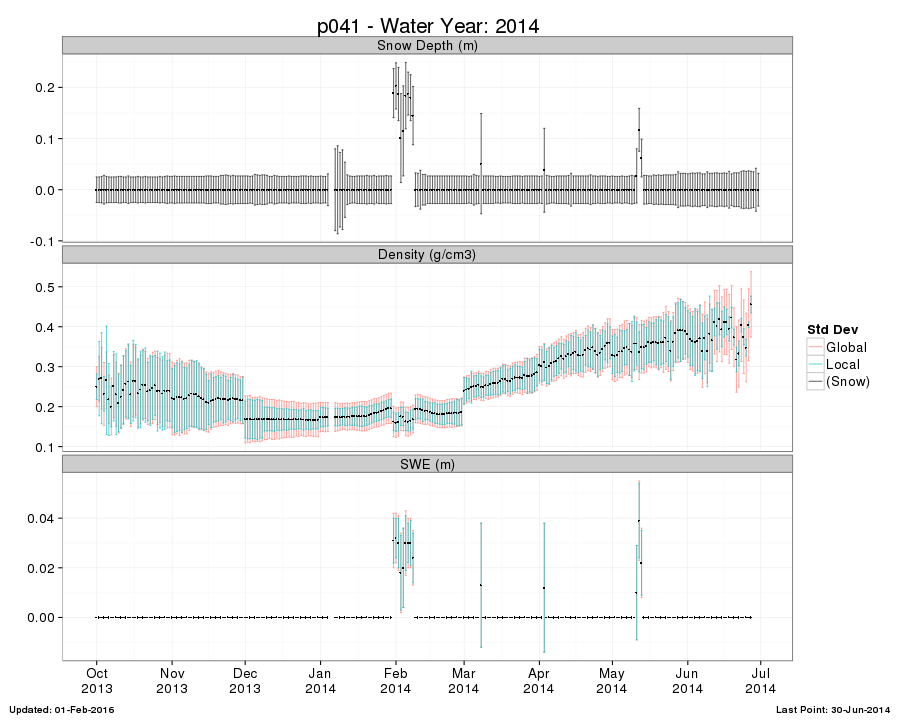 p041 - Water Year: 2014
Snow Depth (m)
0.2
0.1
0.0
-0.1
Density (g/cm3)
0.5
0.4
0.3
0.2
0.1
Std Dev
Global
Local
(Snow)
SWE (m)
0.04
0.02
0.00
Oct Nov Dec Jan Feb Mar Apr May Jun Jul
2013 2013 2013 2014 2014 2014 2014 2014 2014 2014
Updated: 01-Feb-2016
Last Point: 30-Jun-2014